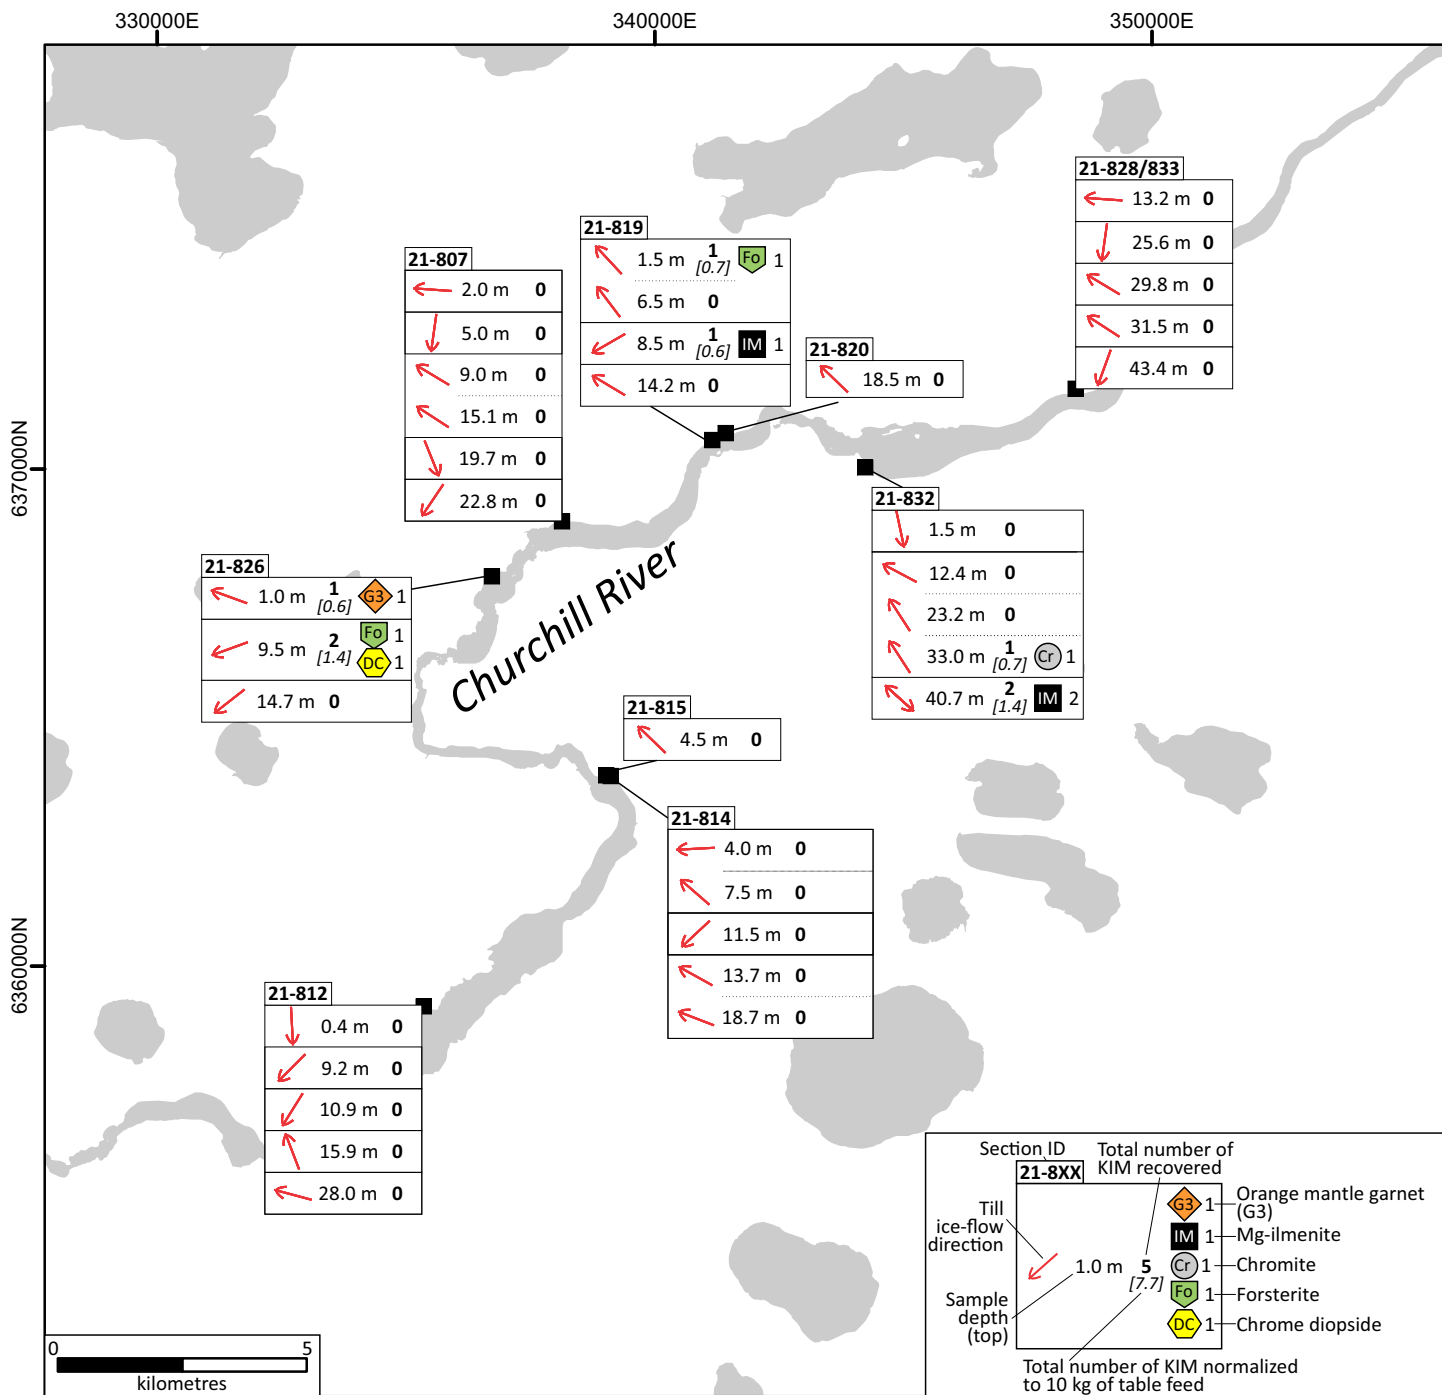 330000E
340000E
350000E
6370000N
6360000N
21-828/833
13.2 m 0
25.6 m 0
29.8 m 0
31.5 m 0
43.4 m 0
21-819
1.5 m 1 [0.7] Fo 1
6.5 m 0
8.5 m 1 [0.6] IM 1
14.2 m 0
21-807
2.0 m 0
5.0 m 0
9.0 m 0
15.1 m 0
19.7 m 0
22.8 m 0
21-820
18.5 m 0
21-832
1.5 m 0
12.4 m 0
23.2 m 0
33.0 m 1 [0.7] Cr 1
40.7 m 2 [1.4] IM 2
21-826
1.0 m 1 [0.6] G3 1
9.5 m 2 [1.4] Fo 1
DC 1
14.7 m 0
Churchill River
21-815
4.5 m 0
21-814
4.0 m 0
7.5 m 0
11.5 m 0
13.7 m 0
18.7 m 0
21-812
0.4 m 0
9.2 m 0
10.9 m 0
15.9 m 0
28.0 m 0
0 5
kilometres
Section ID
21-8XX
Total number of
KIM recovered
Till
ice-flow
direction
1.0 m 5
[7.7]
Sample
depth
(top)
G3 1 Orange mantle garnet
(G3)
IM 1 Mg-ilmenite
Cr 1 Chromite
Fo 1 Forsterite
DC 1 Chrome diopside
Total number of KIM normalized
to 10 kg of table feed